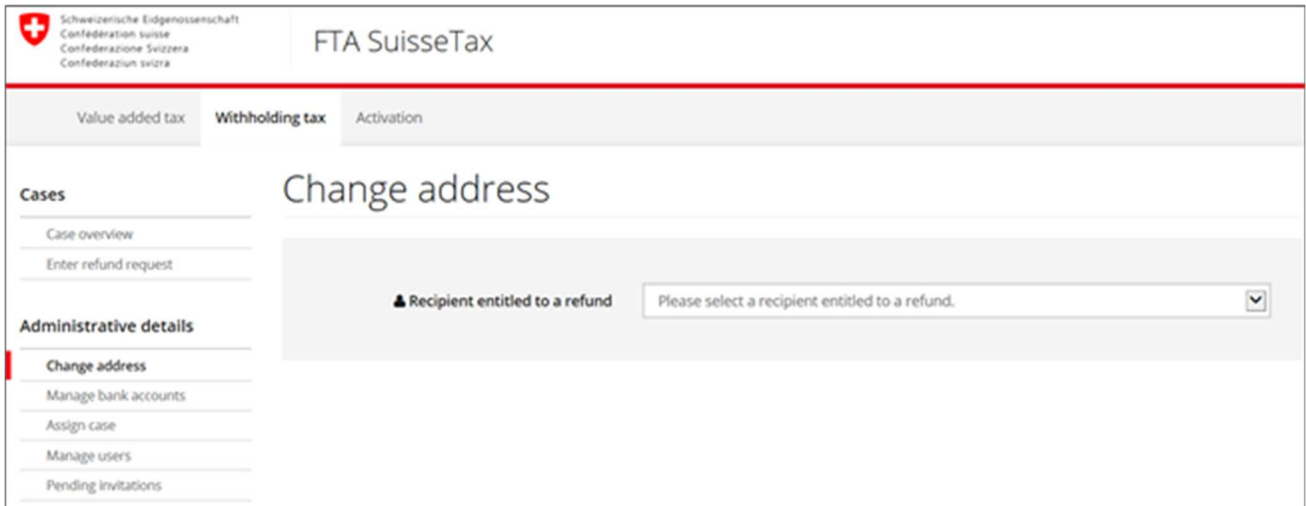 Schweizerische Eidgenossenschaft
Confédération suisse
Confederazione Svizzera
Confederaziun svizra
FTA SuisseTax
Value added tax Withholding tax Activation
Cases
Case overview
Enter refund request
Administrative details
Change address
Manage bank accounts
Assign case
Manage users
Pending invitations
Change address
Recipient entitled to a refund Please select a recipient entitled to a refund.